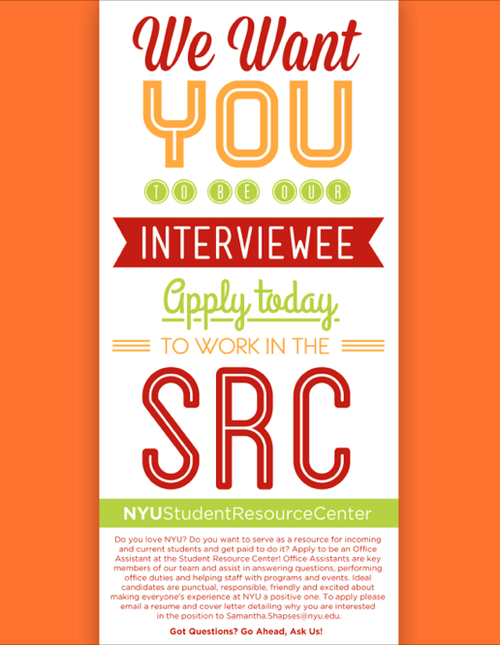 We Want
YOU
TO BE OUR
INTERVIEWEE
Apply today
TO WORK IN THE
SRC
NYUStudentResourceCenter
Do you love NYU? Do you want to serve as a resource for incoming
and current students and get paid to do it? Apply to be an Office
Assistant at the Student Resource Center! Office Assistants are key
members of our team and assist in answering questions, performing
office duties and helping staff with programs and events. Ideal
candidates are punctual, responsible, friendly and excited about
making everyone's experience at NYU a positive one. To apply please
email a resume and cover letter detailing why you are interested
in the position to Samantha.Shapses@nyu.edu.
Got Questions? Go Ahead, Ask Us!